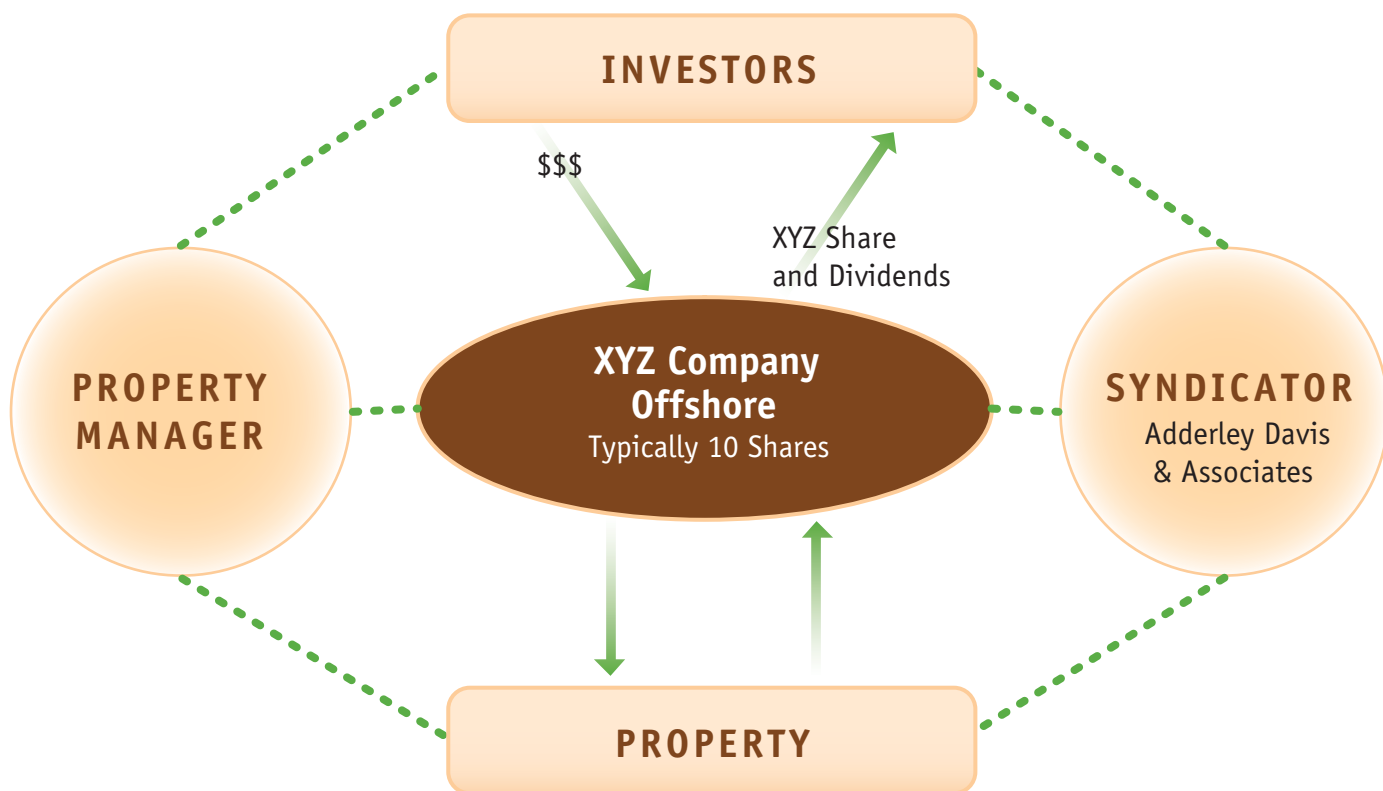 INVESTORS
$$$
XYZ Share
and Dividends
PROPERTY
MANAGER
XYZ Company
Offshore
Typically 10 Shares
SYNDICATOR
Adderley Davis
& Associates
PROPERTY